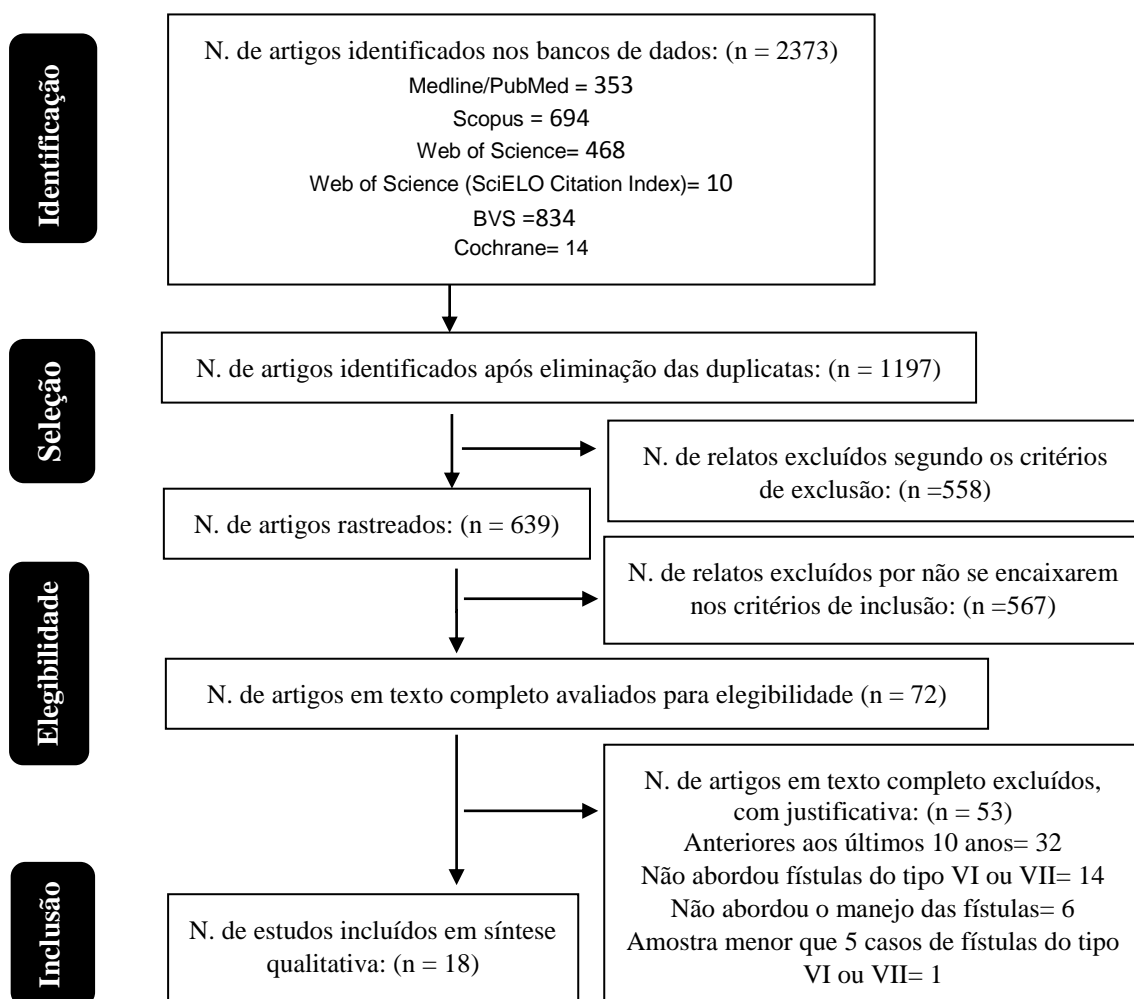 Identificação
N. de artigos identificados nos bancos de dados: (n = 2373)
Medline/PubMed = 353
Scopus = 694
Web of Science= 468
Web of Science (SciELO Citation Index)= 10
BVS =834
Cochrane= 14
Seleção
N. de artigos identificados após eliminação das duplicatas: (n = 1197)
N. de relatos excluídos segundo os critérios
de exclusão: (n =558)
N. de artigos rastreados: (n = 639)
Elegibilidade
N. de relatos excluídos por não se encaixarem
nos critérios de inclusão: (n =567)
N. de artigos em texto completo avaliados para elegibilidade (n = 72)
N. de artigos em texto completo excluídos,
com justificativa: (n = 53)
Anteriores aos últimos 10 anos= 32
Não abordou fístulas do tipo VI ou VII= 14
Não abordou o manejo das fístulas= 6
Amostra menor que 5 casos de fístulas do tipo
VI ou VII= 1
Inclusão
N. de estudos incluídos em síntese
qualitativa: (n = 18)